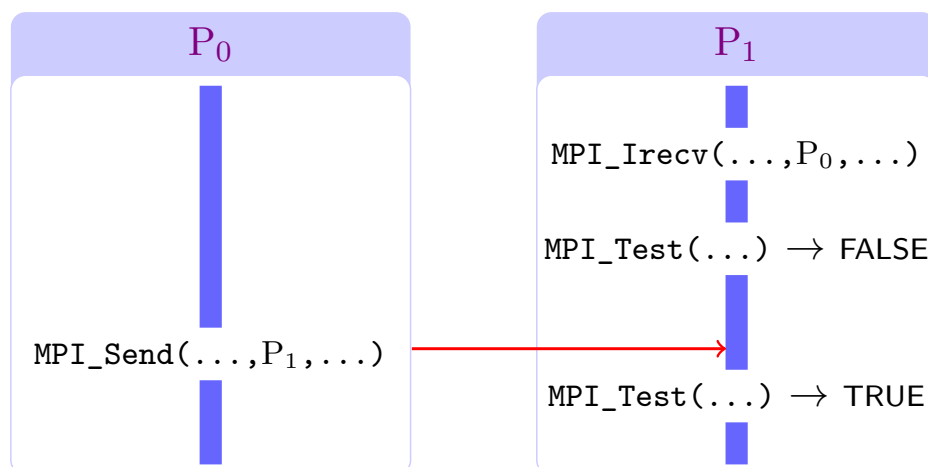 P₀
MPI_Send(...,P₁,...)
P₁
MPI_Irecv(...,P₀,...)
MPI_Test(...) → FALSE
MPI_Test(...) → TRUE